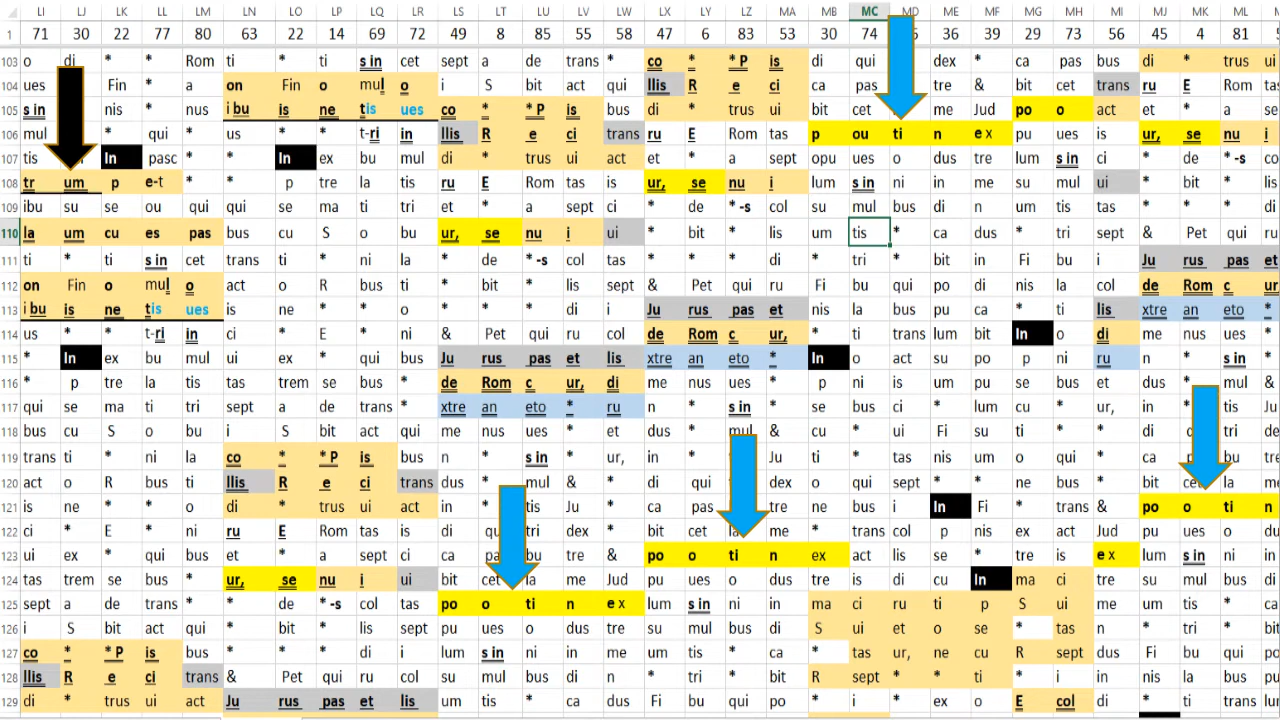 LI LJ LK LL LM LN LO LP LQ LR LS LT LU LV LW LX LY LZ MA MB MC MD ME MF MG MH MI MJ MK ML
1 71 30 22 77 80 63 22 14 69 72 49 8 85 55 58 47 6 83 53 30 74 36 39 73 56 45 4 81
103 o di * * Rom ti * ti s in cet sept a de trans * co * * P is di qui dex * ca pas bus di * trus ui
104 ues Fin * a on Fin o mul o i S bit act qui llis R e ci ca pas tre & bit cet trans ru E Rom tas
105 s in nis * nus i bu is ne tis ues co * * P is bus di * trus ui bit cet me Jud po o act et * a
106 mul * qui * us * * t-ri in llis R e ci trans ru E Rom tas p ou ti n e x pu ues is ur, se nu i
107 tis In pasc * * In ex bu mul di * trus ui act et * a sept opu ues o dus tre lum s in ci * de * -s co
108 tr um p e-t * * p tre la tis ru E Rom tas is ur, se nu i lum s in ni in me su mul ui * bit * lis
109 ibu su se ou qui qui se ma ti tri et * a sept ci * de * -s col su mul bus di n um tis tas * * * di
110 la um cu es pas bus cu S o bu ur, se nu i ui * bit * lis um tis * ca dus * tri sept & Pet qui ru
111 ti * ti s in cet trans ti * ni la * de * -s col tas * * * di * tri * bit in Fi bu i Ju rus pas et
112 on Fin o mul o act o R bus ti * bit * lis sept & Pet qui ru Fi bu qui po di nis la col de Rom c ur
113 i bu is ne tis ues is ne * * o * * * di i Ju rus pas et nis la bus pu ca * ti lis xtre an eto *
114 us * * t-ri in ci * E * ni & Pet qui ru col de Rom c ur, * ti trans lum bit In o di me nus ues *
115 * In ex bu mul ui ex * qui bus Ju rus pas et lis xtre an eto * In o act su po p ni ru n * s in
116 * p tre la tis tas trem se bus * de Rom c ur, di me nus ues * p ni is um pu se bus et dus * mul &
117 qui se ma ti tri sept a de trans * xtre an eto * ru n * s in * se bus ci * lum cu * ur, in * tis Ju
118 bus cu S o bu i S bit act qui me nus ues * et dus * mul & cu * ui Fi su ti * * di o tri de
119 trans ti * ni la co * * P is bus n * s in * ur, in * Ju ti * tas nis um o qui * ca bu tre
120 act o R bus ti llis R e ci trans dus * mul & * di qui dex o qui sept * * ne bus * bit cet la me
121 is ne * * o di * trus ui act in tis Ju * ca pas tre ne bus i In Fi * trans & po o ti n
122 ci * E * ni ru E Rom tas is di qu tri dex * bit cet la me * trans col p nis ex act Jud pu ues o
123 ui ex * qui bus et * a sept ci ca bu tre & po o ti n ex act lis se * tre is e x lum s in ni in
124 tas trem se bus * ur, se nu i ui bit cet la me Jud pu ues o dus tre is di cu In ma ci tre su mul bus di
125 sept a de trans * * de * -s col tas po o ti n e x lum s in ni in ma ci ru ti p S ui me um tis * ca
126 i S bit act qui * bit * lis sept pu ues o dus tre su mul bus di S ui et o se * tas n * tri * bit
127 co * * P is bus * * * di i lum s in ni in me um tis * ca * tas ur, ne cu R sept dus Fi bu qui
128 llis R e ci trans & Pet qui ru col su mul bus di n * tri * bit R sept * * ti * i in nis la bus
129 di * trus ui act Ju rus pas et lis um tis * ca dus Fi bu qui po * i * ex o E col * ti trans